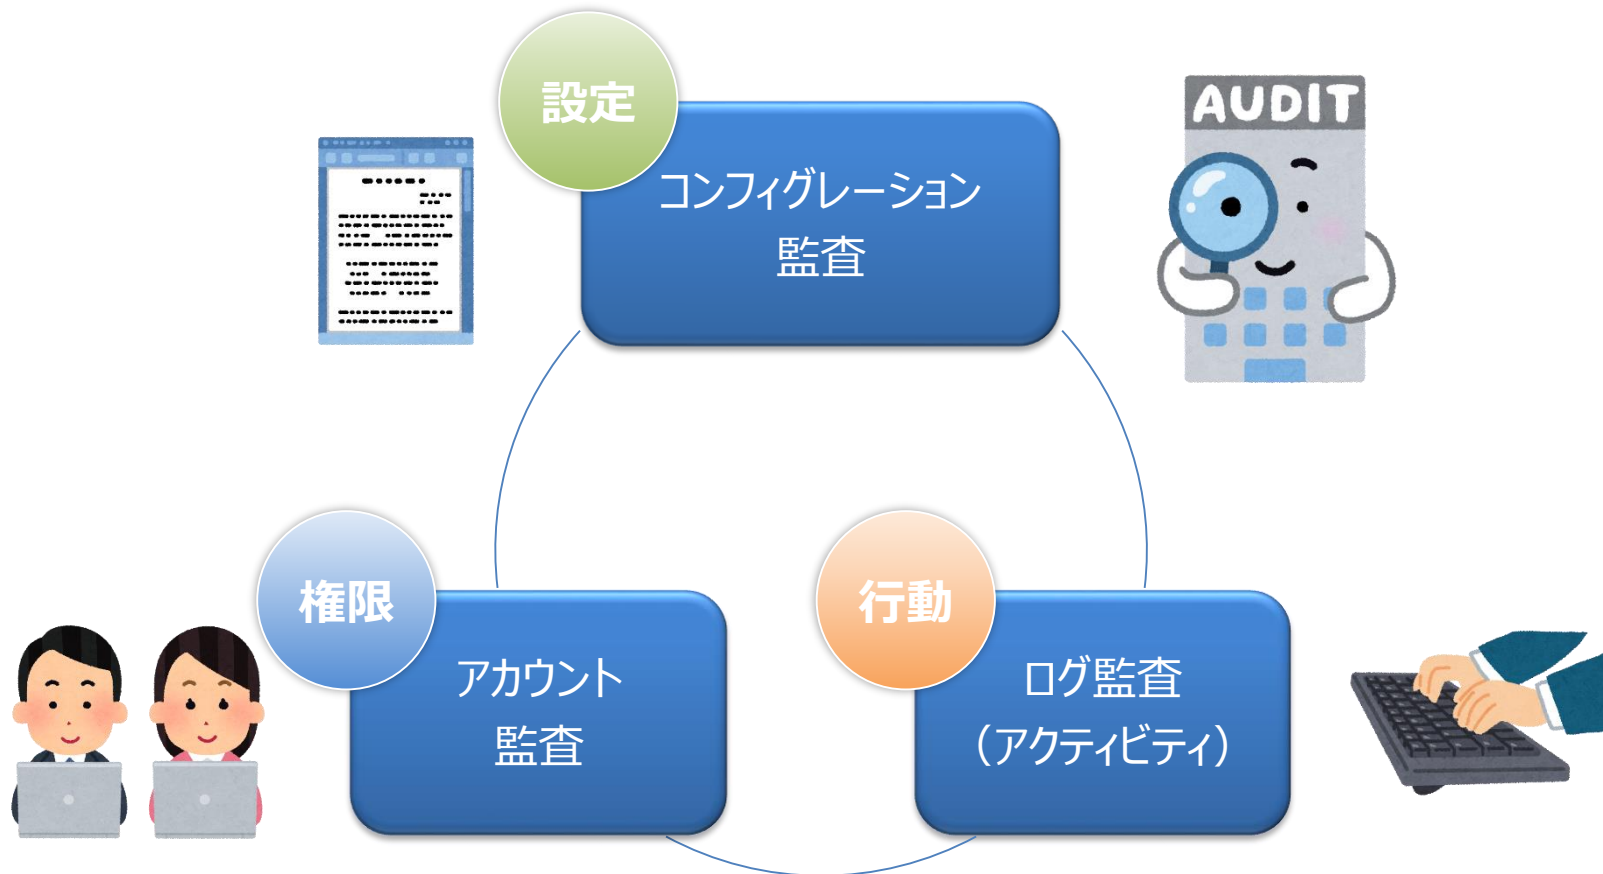 設定
コンフィグレーション
監査
AUDIT
権限
アカウント
監査
行動
ログ監査
（アクティビティ）